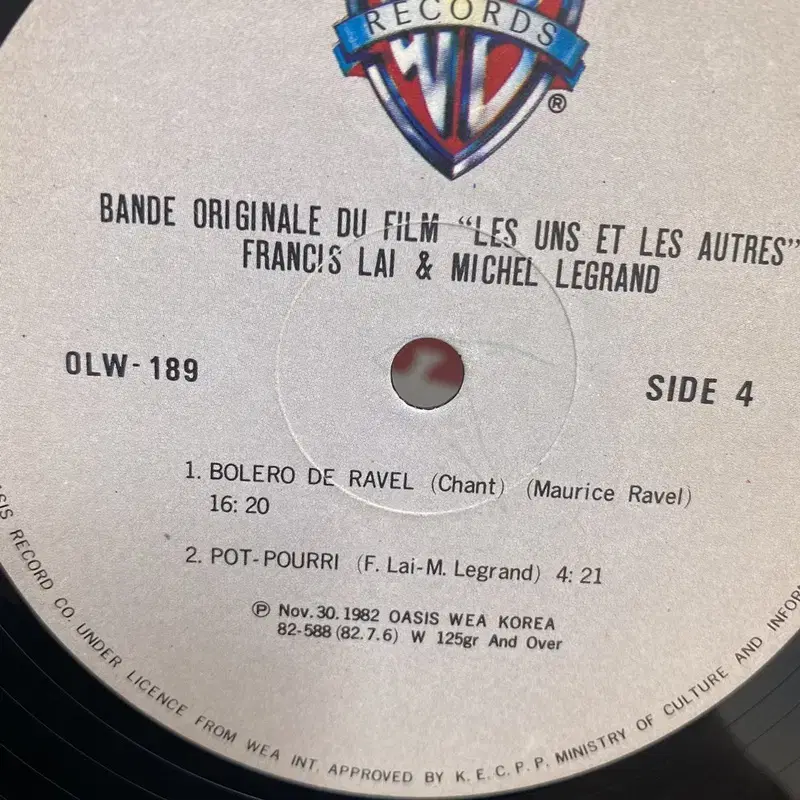 RECORDS
®
BANDE ORIGINALE DU FILM “LES UNS ET LES AUTRES”
FRANCIS LAI & MICHEL LEGRAND
OLW-189
SIDE 4
1. BOLERO DE RAVEL (Chant) (Maurice Ravel)
16: 20
2. POT-POURRI (F. Lai-M. Legrand) 4: 21
Ⓟ Nov. 30. 1982 OASIS WEA KOREA
82-588 (82.7.6) W 125gr And Over
RECORD CO. UNDER LICENCE FROM WEA INT. APPROVED BY K. E. C. P. P. MINISTRY OF CULTURE AND